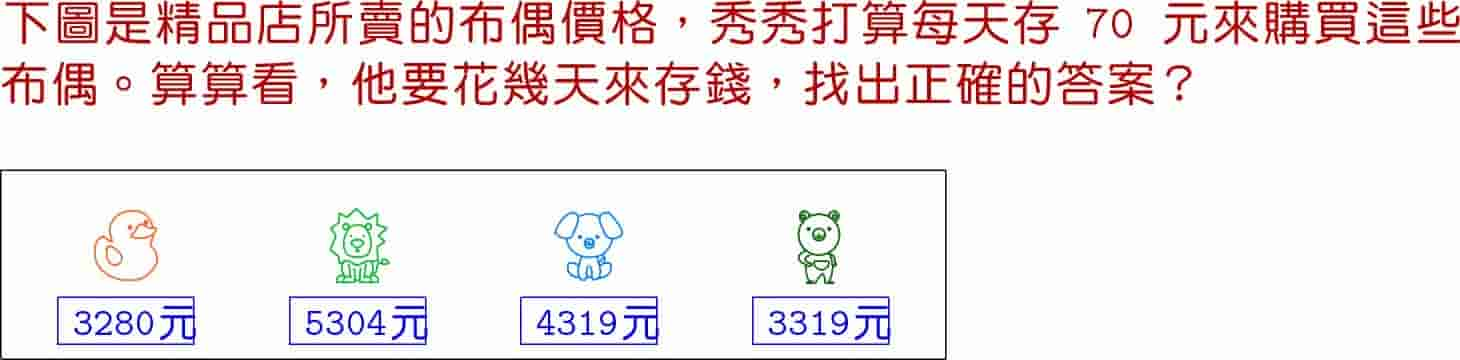 下圖是精品店所賣的布偶價格，秀秀打算每天存 70 元來購買這些
布偶。算算看，他要花幾天來存錢，找出正確的答案？
3280元 5304元 4319元 3319元